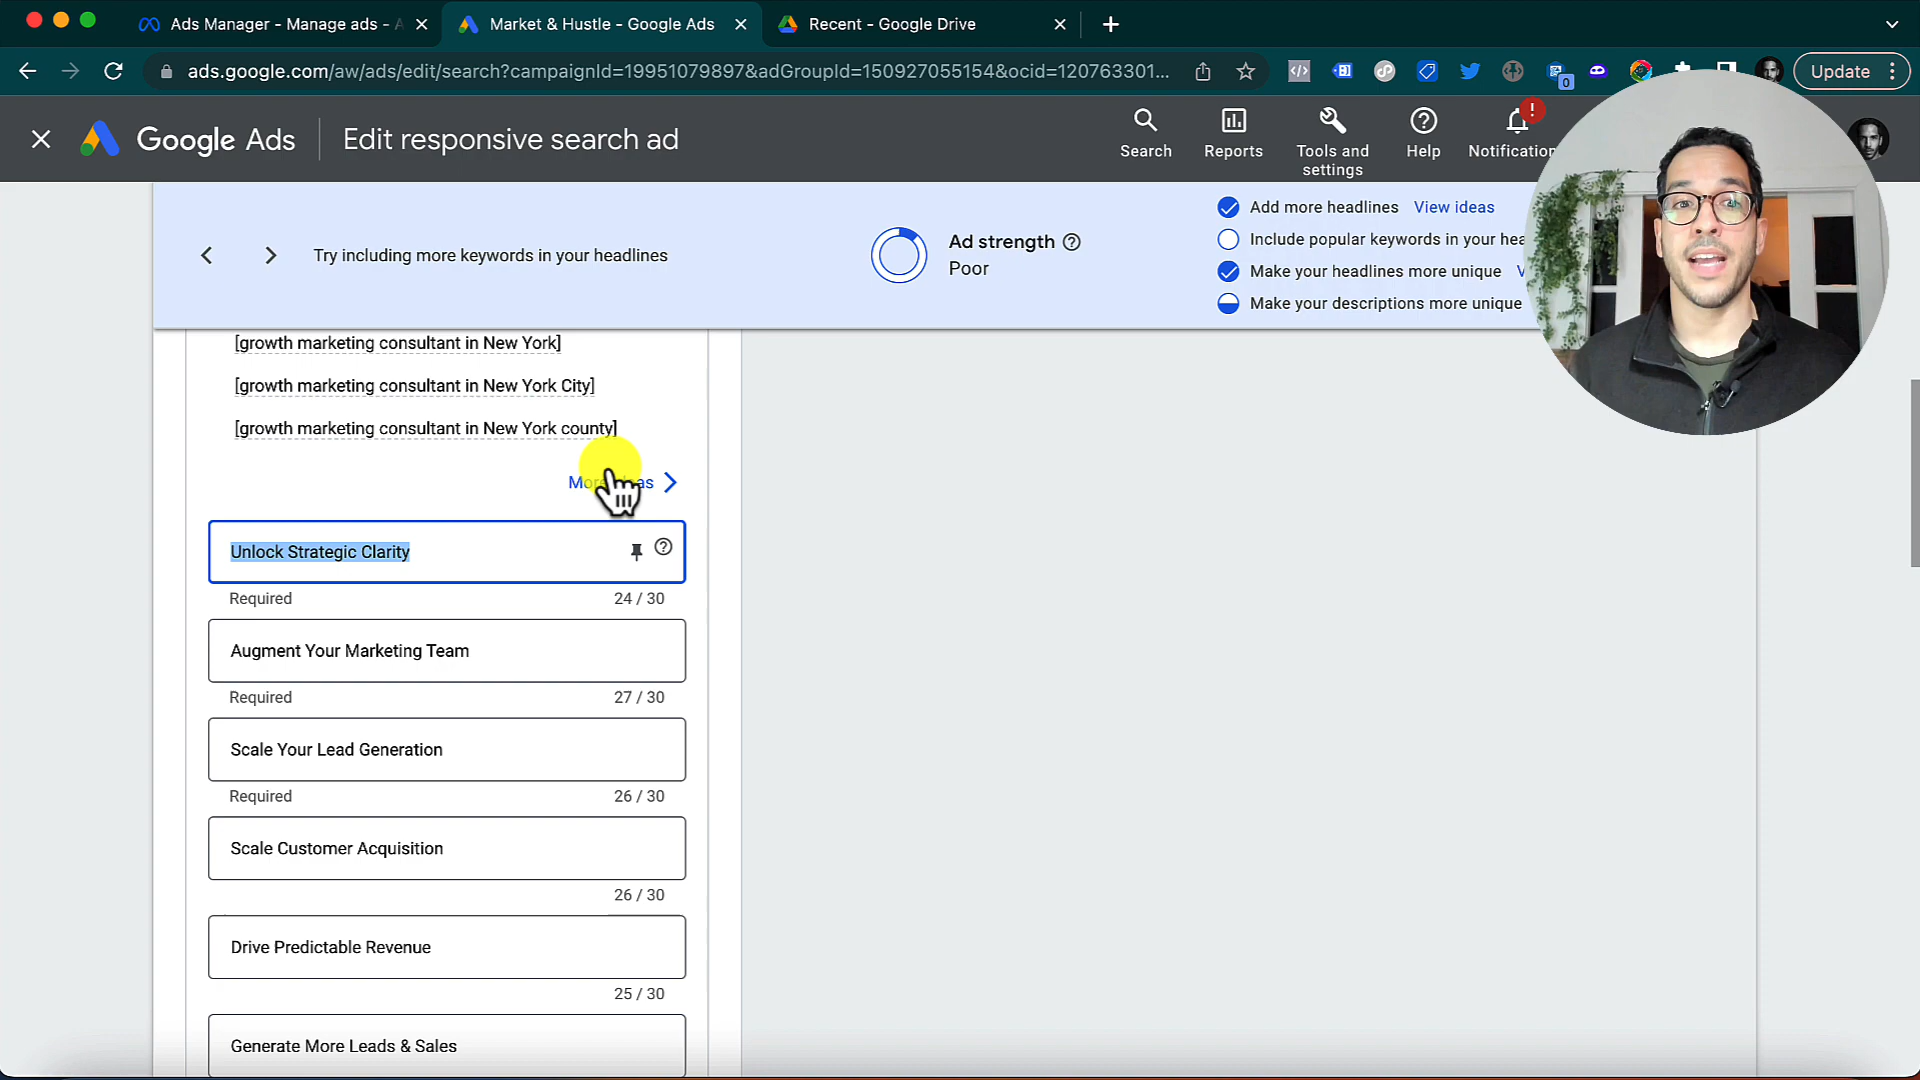 Ads Manager - Manage ads - A
Market & Hustle - Google Ads
Recent - Google Drive
ads.google.com/aw/ads/edit/search?campaignId=19951079897&adGroupId=150927055154&ocid=120763301...
0
Update
Google Ads
Edit responsive search ad
Search
Reports
Tools and
settings
Help
Notification
!
Try including more keywords in your headlines
Ad strength
Poor
Add more headlines View ideas
Include popular keywords in your hea
Make your headlines more unique V
Make your descriptions more unique
[growth marketing consultant in New York]
[growth marketing consultant in New York City]
[growth marketing consultant in New York county]
More ideas
Unlock Strategic Clarity
Required 24 / 30
Augment Your Marketing Team
Required 27 / 30
Scale Your Lead Generation
Required 26 / 30
Scale Customer Acquisition
26 / 30
Drive Predictable Revenue
25 / 30
Generate More Leads & Sales